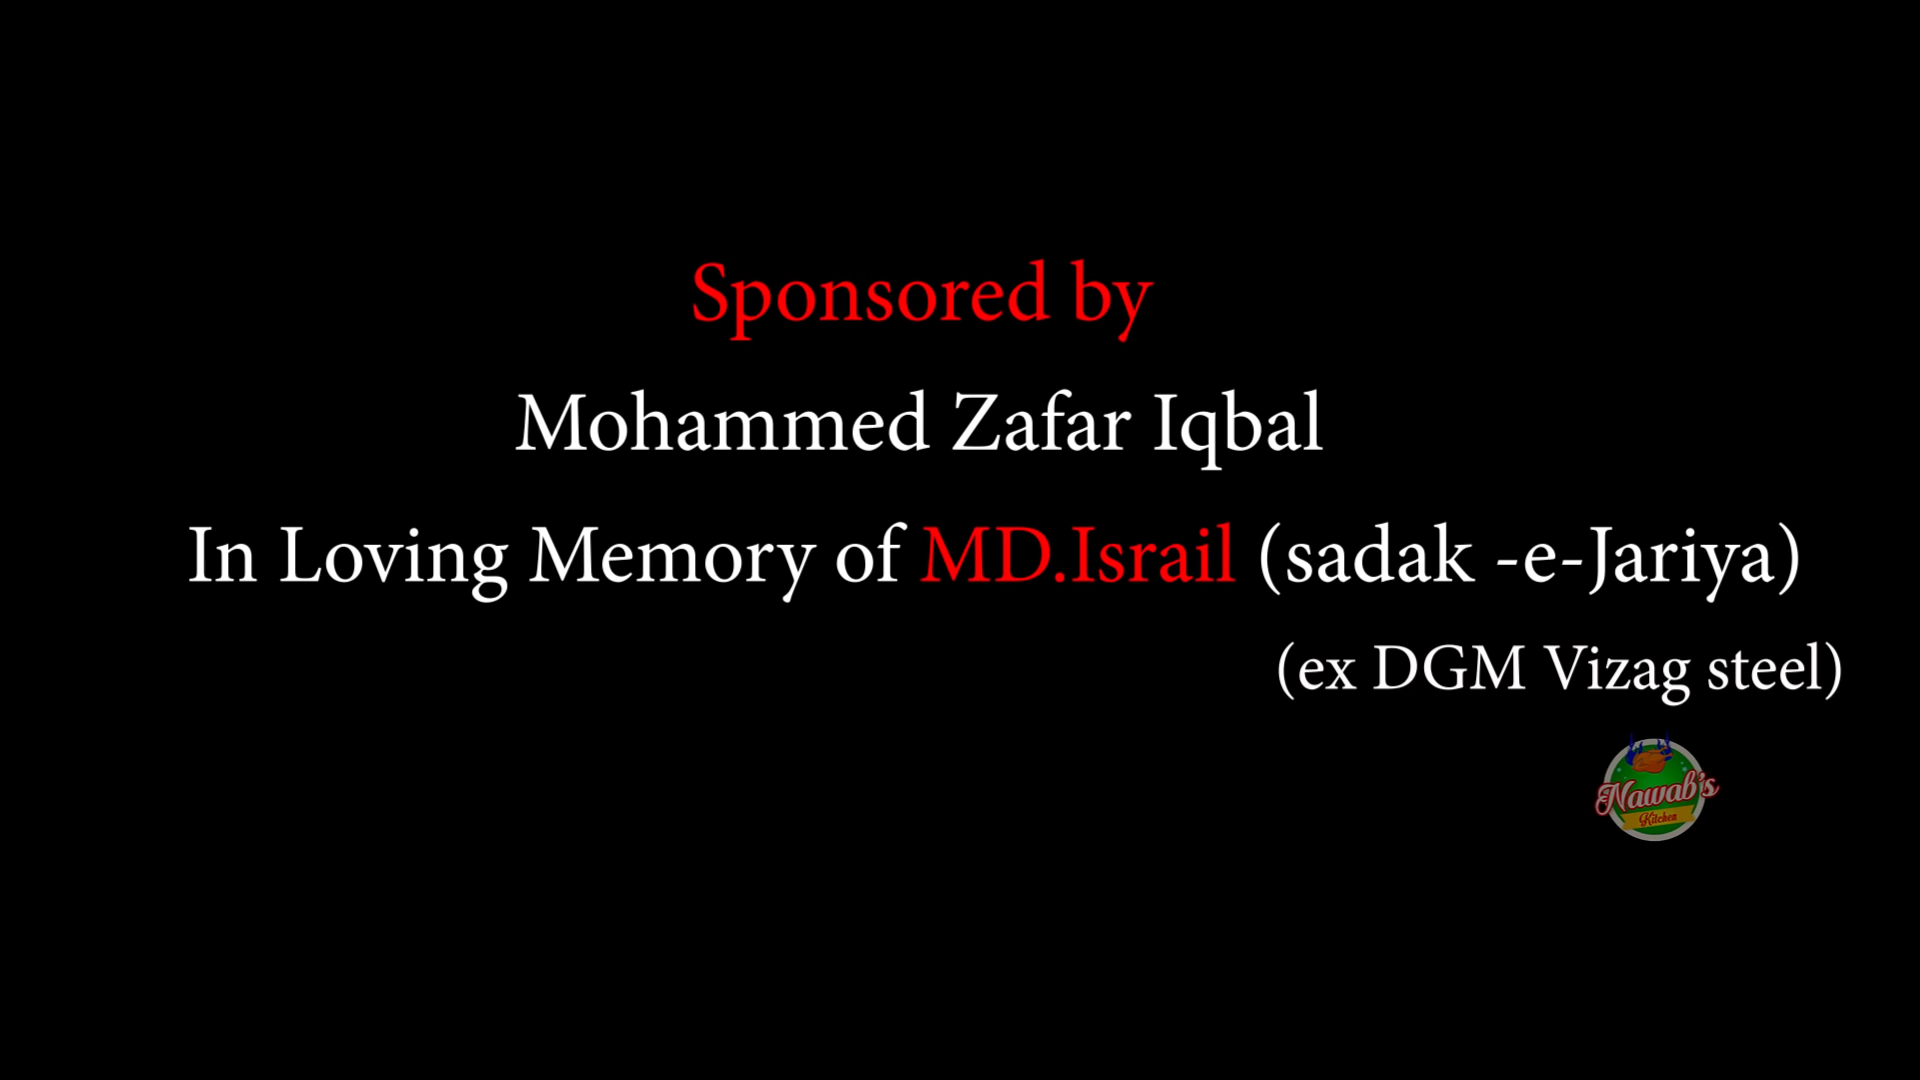 Sponsored by
Mohammed Zafar Iqbal
In Loving Memory of MD.Israil (sadak -e-Jariya)
(ex DGM Vizag steel)
Nawab's
Kitchen